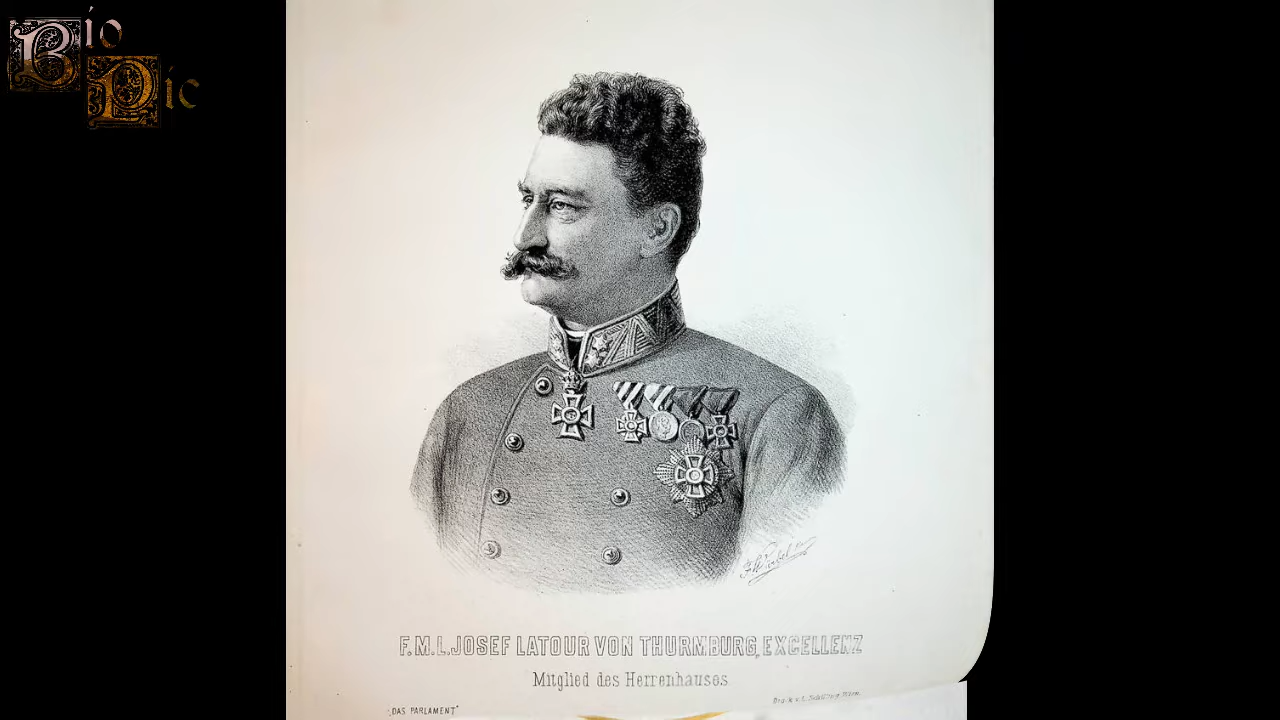 Bio
Pic
F.M.L. JOSEF LATOUR VON THURMBURG, EXCELLENZ
Mitglied des Herrenhauses.
"DAS PARLAMENT"